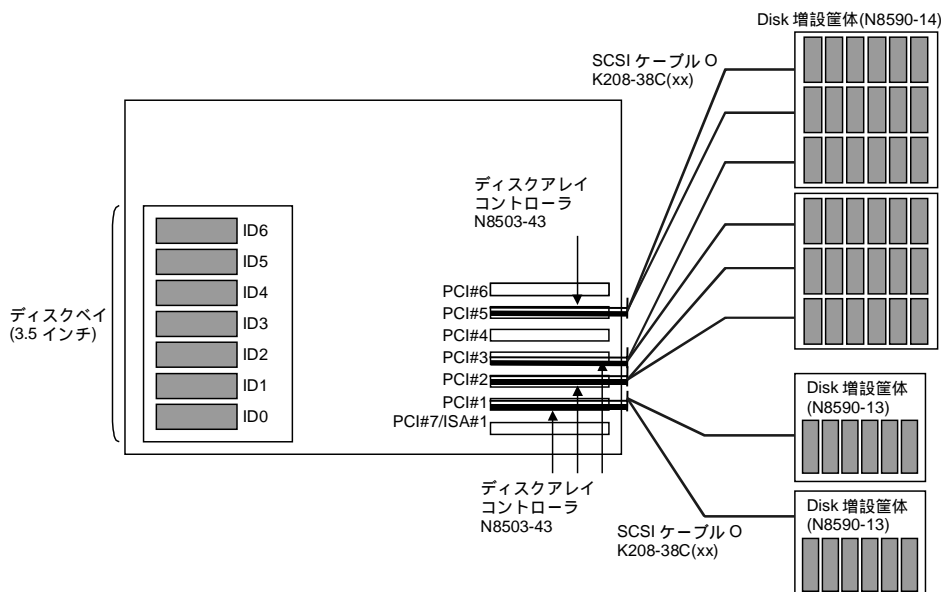 Disk 増設筐体(N8590-14)
SCSI ケーブル O
K208-38C(xx)
ディスクアレイ
コントローラ
N8503-43
ID6
ID5
ID4
ID3
ID2
ID1
ID0
ディスクベイ
(3.5 インチ)
PCI#6
PCI#5
PCI#4
PCI#3
PCI#2
PCI#1
PCI#7/ISA#1
Disk 増設筐体
(N8590-13)
ディスクアレイ
コントローラ
N8503-43
SCSI ケーブル O
K208-38C(xx)
Disk 増設筐体
(N8590-13)